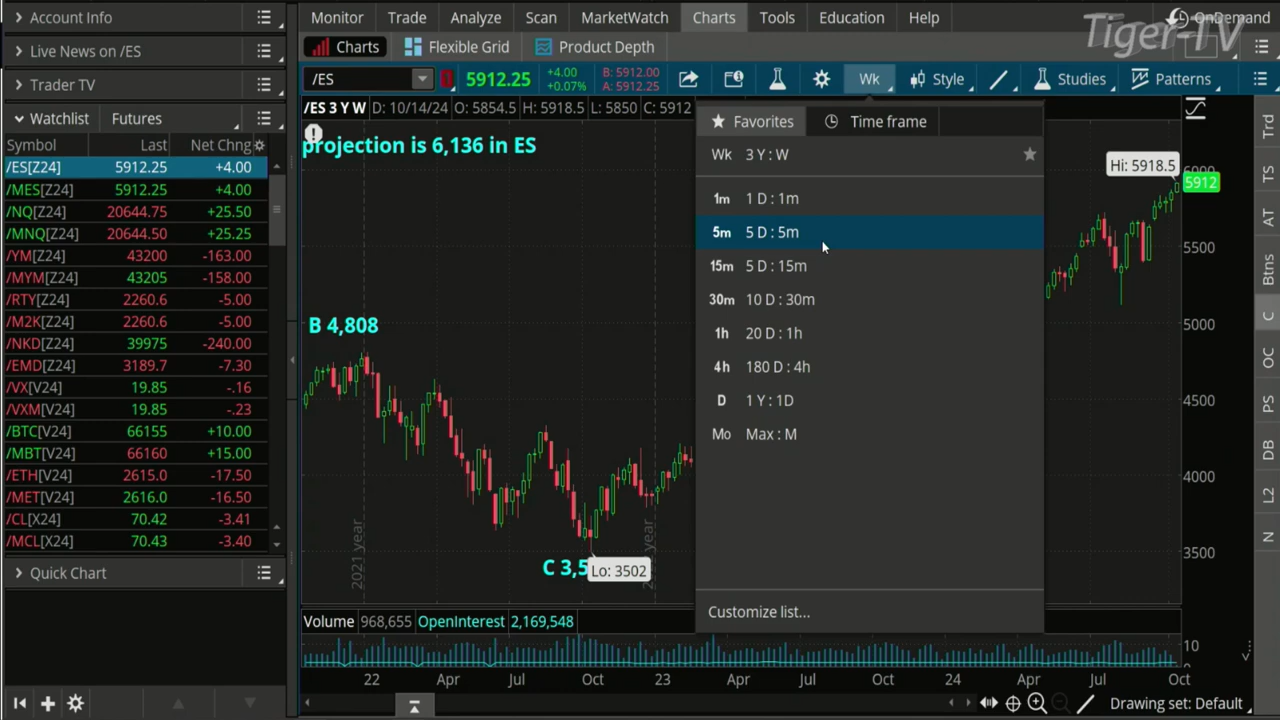 Account Info
Monitor Trade Analyze Scan MarketWatch Charts Tools Education Help OnDemand
Tiger-TV
Live News on /ES
Charts Flexible Grid Product Depth
Trader TV
/ES 5912.25 +4.00 +0.07% B: 5912.00 A: 5912.25 Wk Style Studies Patterns
Watchlist Futures
Symbol Last Net Chng
/ES[Z24] 5912.25 +4.00
/MES[Z24] 5912.25 +4.00
/NQ[Z24] 20644.75 +25.50
/MNQ[Z24] 20644.50 +25.25
/YM[Z24] 43200 -163.00
/MYM[Z24] 43205 -158.00
/RTY[Z24] 2260.6 -5.00
/M2K[Z24] 2260.6 -5.00
/NKD[Z24] 39975 -240.00
/EMD[Z24] 3189.7 -7.30
/VX[V24] 19.85 -.16
/VXM[V24] 19.85 -.23
/BTC[V24] 66155 +10.00
/MBT[V24] 66160 +15.00
/ETH[V24] 2615.0 -17.50
/MET[V24] 2616.0 -16.50
/CL[X24] 70.42 -3.41
/MCL[X24] 70.43 -3.40
Quick Chart
/ES 3 Y W D: 10/14/24 O: 5854.5 H: 5918.5 L: 5850 C: 5912
projection is 6,136 in ES
B 4,808
C 3,5
Lo: 3502
2021 year
year
Favorites Time frame
Wk 3 Y : W
1m 1 D : 1m
5m 5 D : 5m
15m 5 D : 15m
30m 10 D : 30m
1h 20 D : 1h
4h 180 D : 4h
D 1 Y : 1D
Mo Max : M
Customize list...
Hi: 5918.5
6000
5912
5500
5000
4500
4000
3500
Volume 968,655 OpenInterest 2,169,548
10
22 Apr Jul Oct 23 Apr Jul Oct 24 Apr Jul Oct
Drawing set: Default
Trd
TS
AT
Btns
C
OC
PS
DB
L2
N